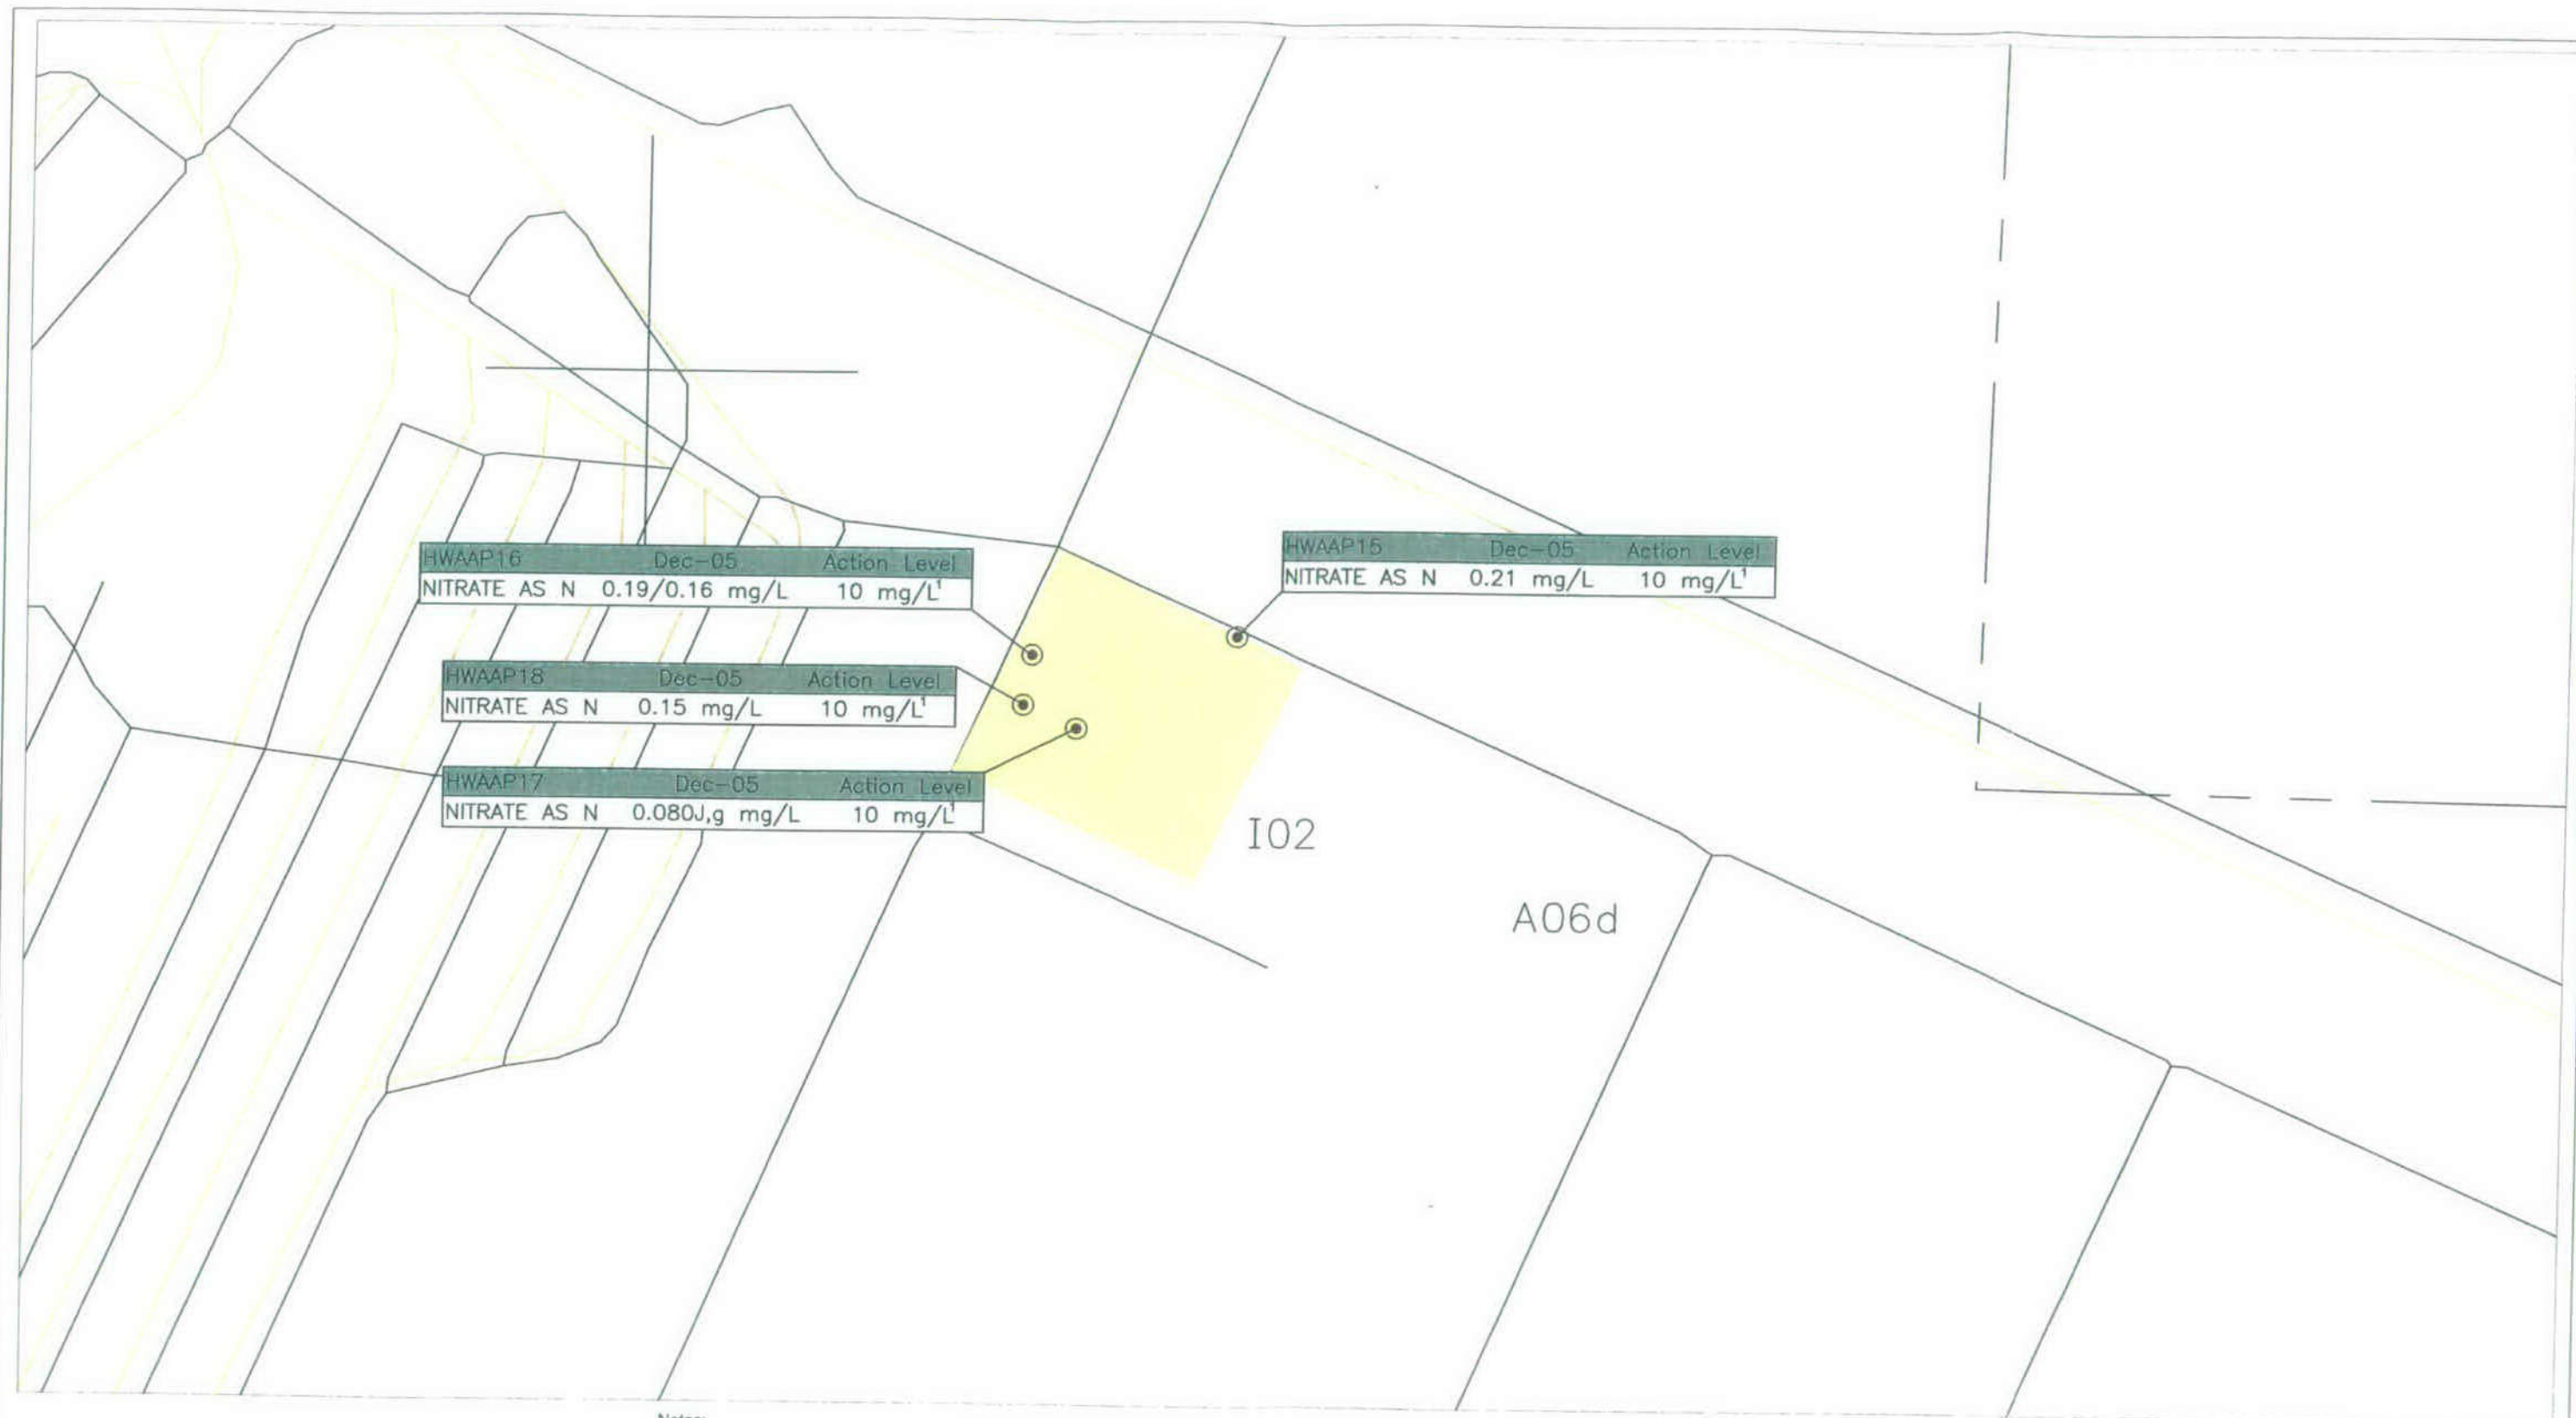 HWAAP16 Dec-05 Action Level
NITRATE AS N 0.19/0.16 mg/L 10 mg/L¹
HWAAP15 Dec-05 Action Level
NITRATE AS N 0.21 mg/L 10 mg/L¹
HWAAP18 Dec-05 Action Level
NITRATE AS N 0.15 mg/L 10 mg/L¹
HWAAP17 Dec-05 Action Level
NITRATE AS N 0.080J,g mg/L 10 mg/L¹
I02
A06d